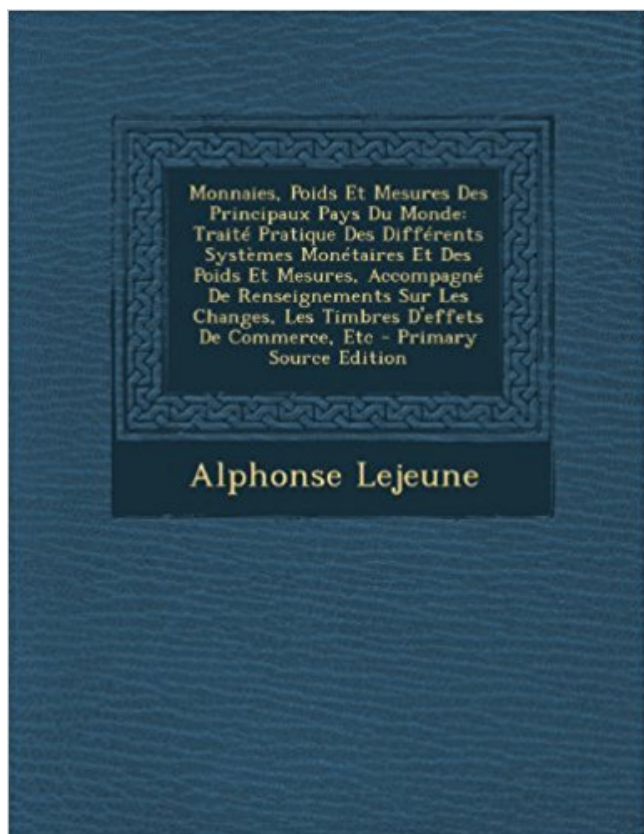 Monnaies, Poids Et Mesures Des
Principaux Pays Du Monde:
Traité Pratique Des Différents
Systèmes Monétaires Et Des
Poids Et Mesures, Accompagné
De Renseignements Sur Les
Changes, Les Timbres D'effets
De Commerce, Etc - Primary
Source Edition
Alphonse Lejeune